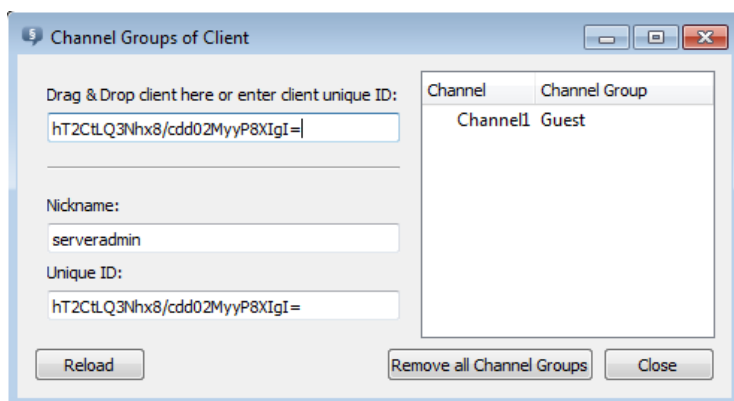 Channel Groups of Client
Drag & Drop client here or enter client unique ID:
hT2CtLQ3Nhx8/cdd02MyyP8XIgI=
Nickname:
serveradmin
Unique ID:
hT2CtLQ3Nhx8/cdd02MyyP8XIgI=
Channel Channel Group
Channel1 Guest
Reload
Remove all Channel Groups
Close